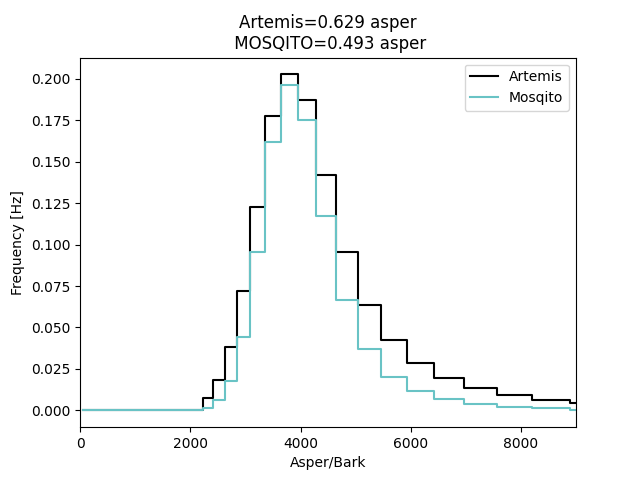 Artemis=0.629 asper
MOSQITO=0.493 asper
Artemis
Mosqito
0.200
0.175
0.150
0.125
0.100
0.075
0.050
0.025
0.000
Frequency [Hz]
0 2000 4000 6000 8000
Asper/Bark